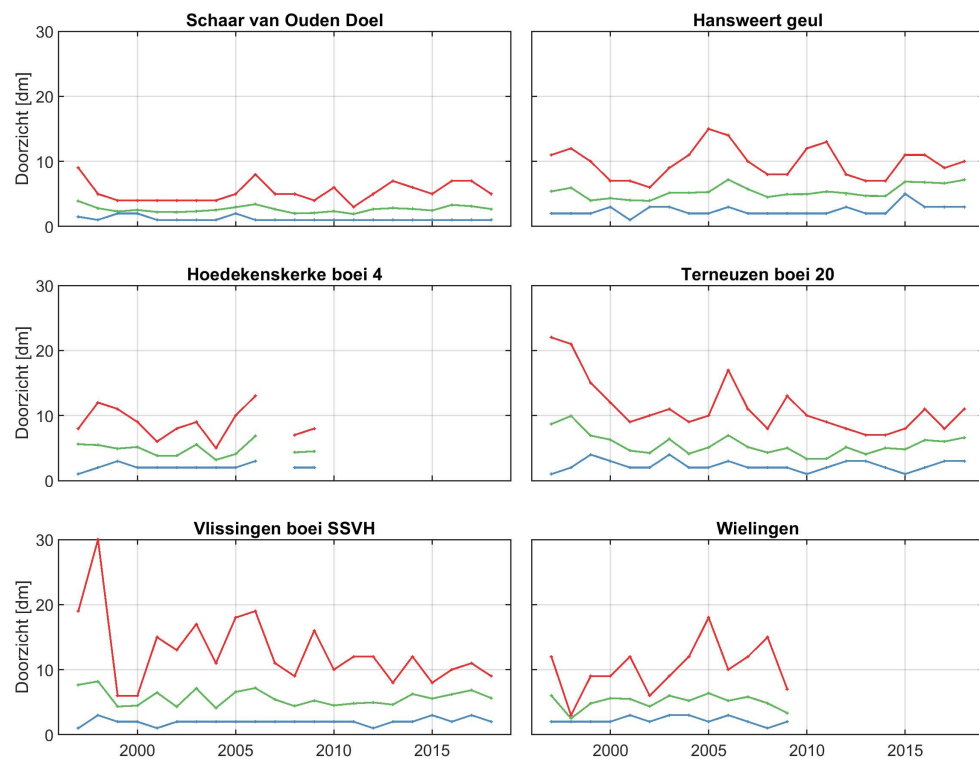 Schaar van Ouden Doel
Hansweert geul
30
20
10
0
Doorzicht [dm]
Hoedekenskerke boei 4
Terneuzen boei 20
30
20
10
0
Doorzicht [dm]
Vlissingen boei SSVH
Wielingen
30
20
10
0
Doorzicht [dm]
2000 2005 2010 2015
2000 2005 2010 2015